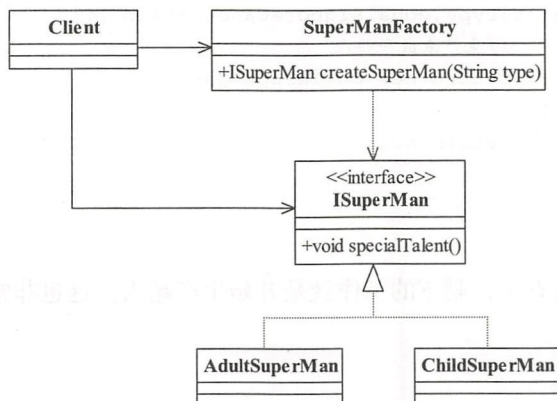 Client
SuperManFactory
+ISuperMan createSuperMan(String type)
<<interface>>
ISuperMan
+void specialTalent()
AdultSuperMan
ChildSuperMan